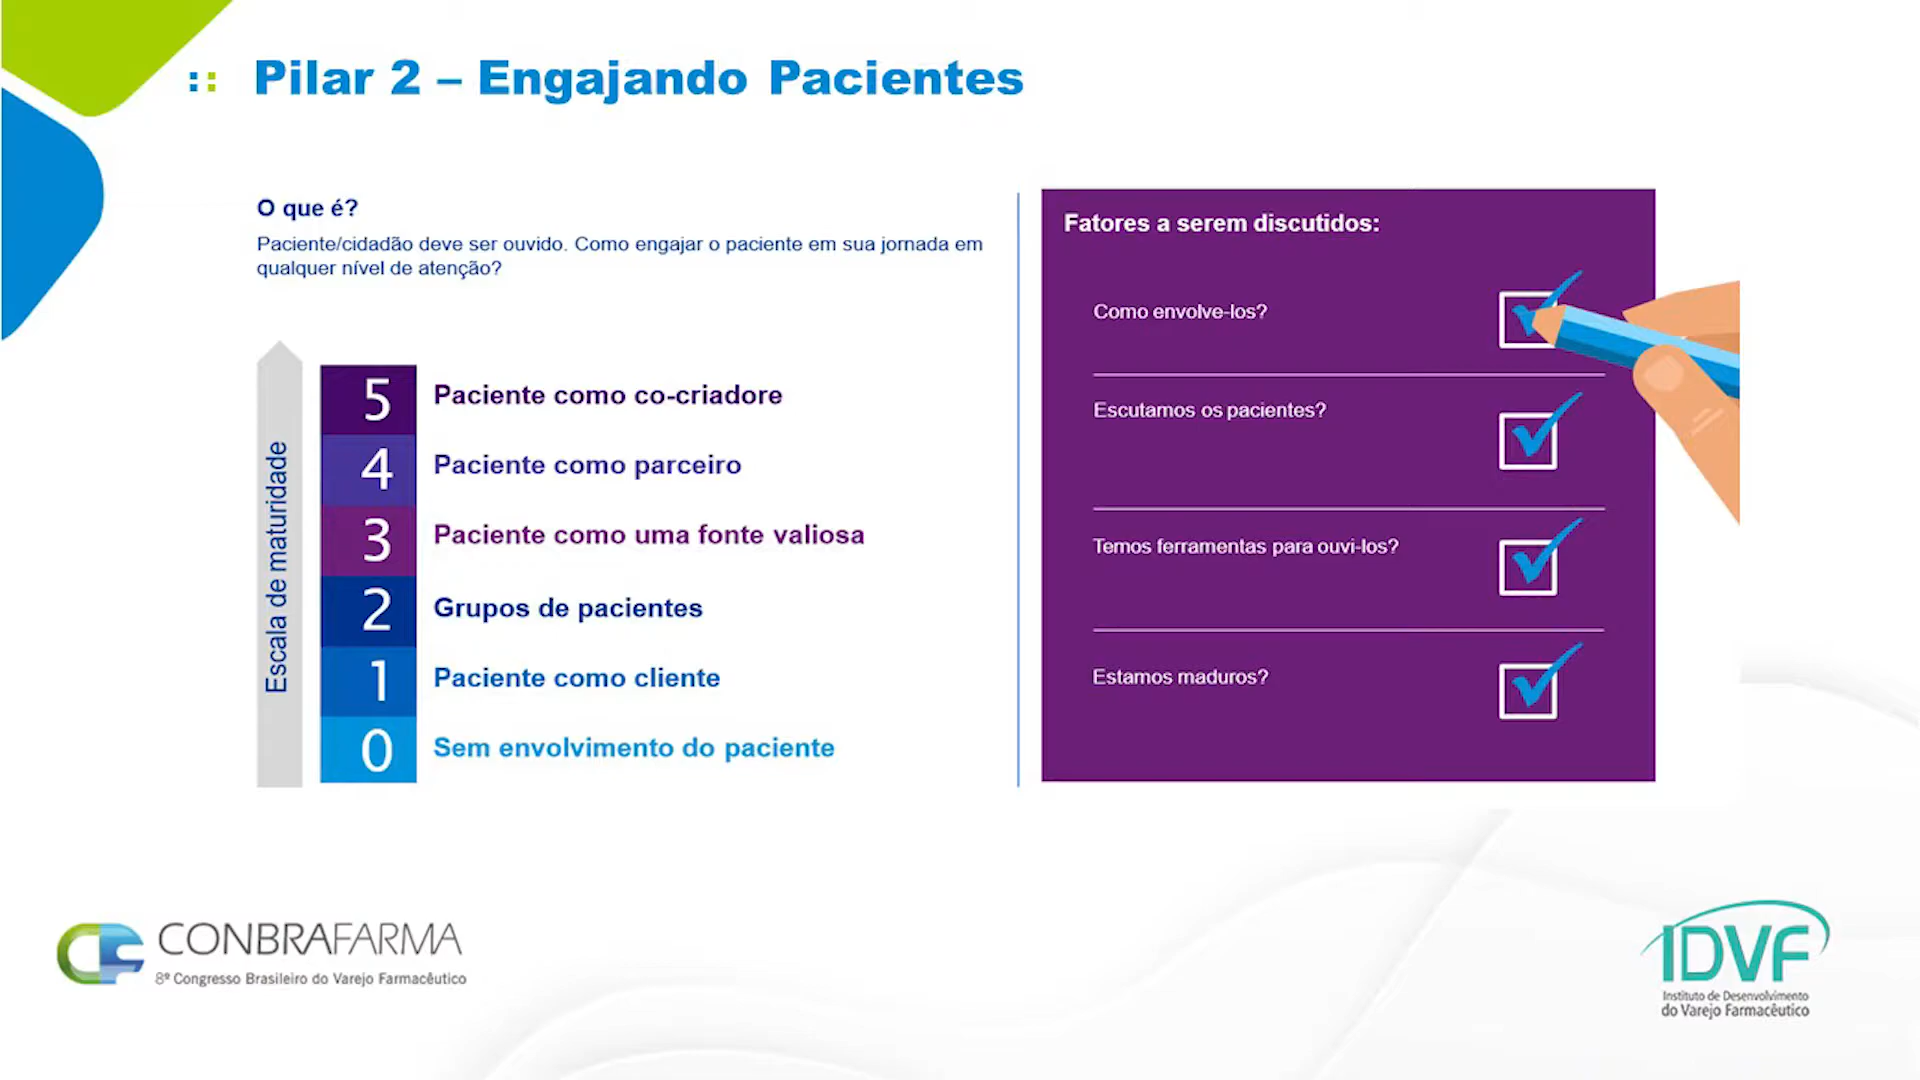 Pilar 2 – Engajando Pacientes
O que é?
Paciente/cidadão deve ser ouvido. Como engajar o paciente em sua jornada em
qualquer nível de atenção?
Escala de maturidade
5 Paciente como co-criadore
4 Paciente como parceiro
3 Paciente como uma fonte valiosa
2 Grupos de pacientes
1 Paciente como cliente
0 Sem envolvimento do paciente
Fatores a serem discutidos:
Como envolve-los?
Escutamos os pacientes?
Temos ferramentas para ouvi-los?
Estamos maduros?
CONBRAFARMA
8º Congresso Brasileiro do Varejo Farmacêutico
IDVF
Instituto de Desenvolvimento
do Varejo Farmacêutico